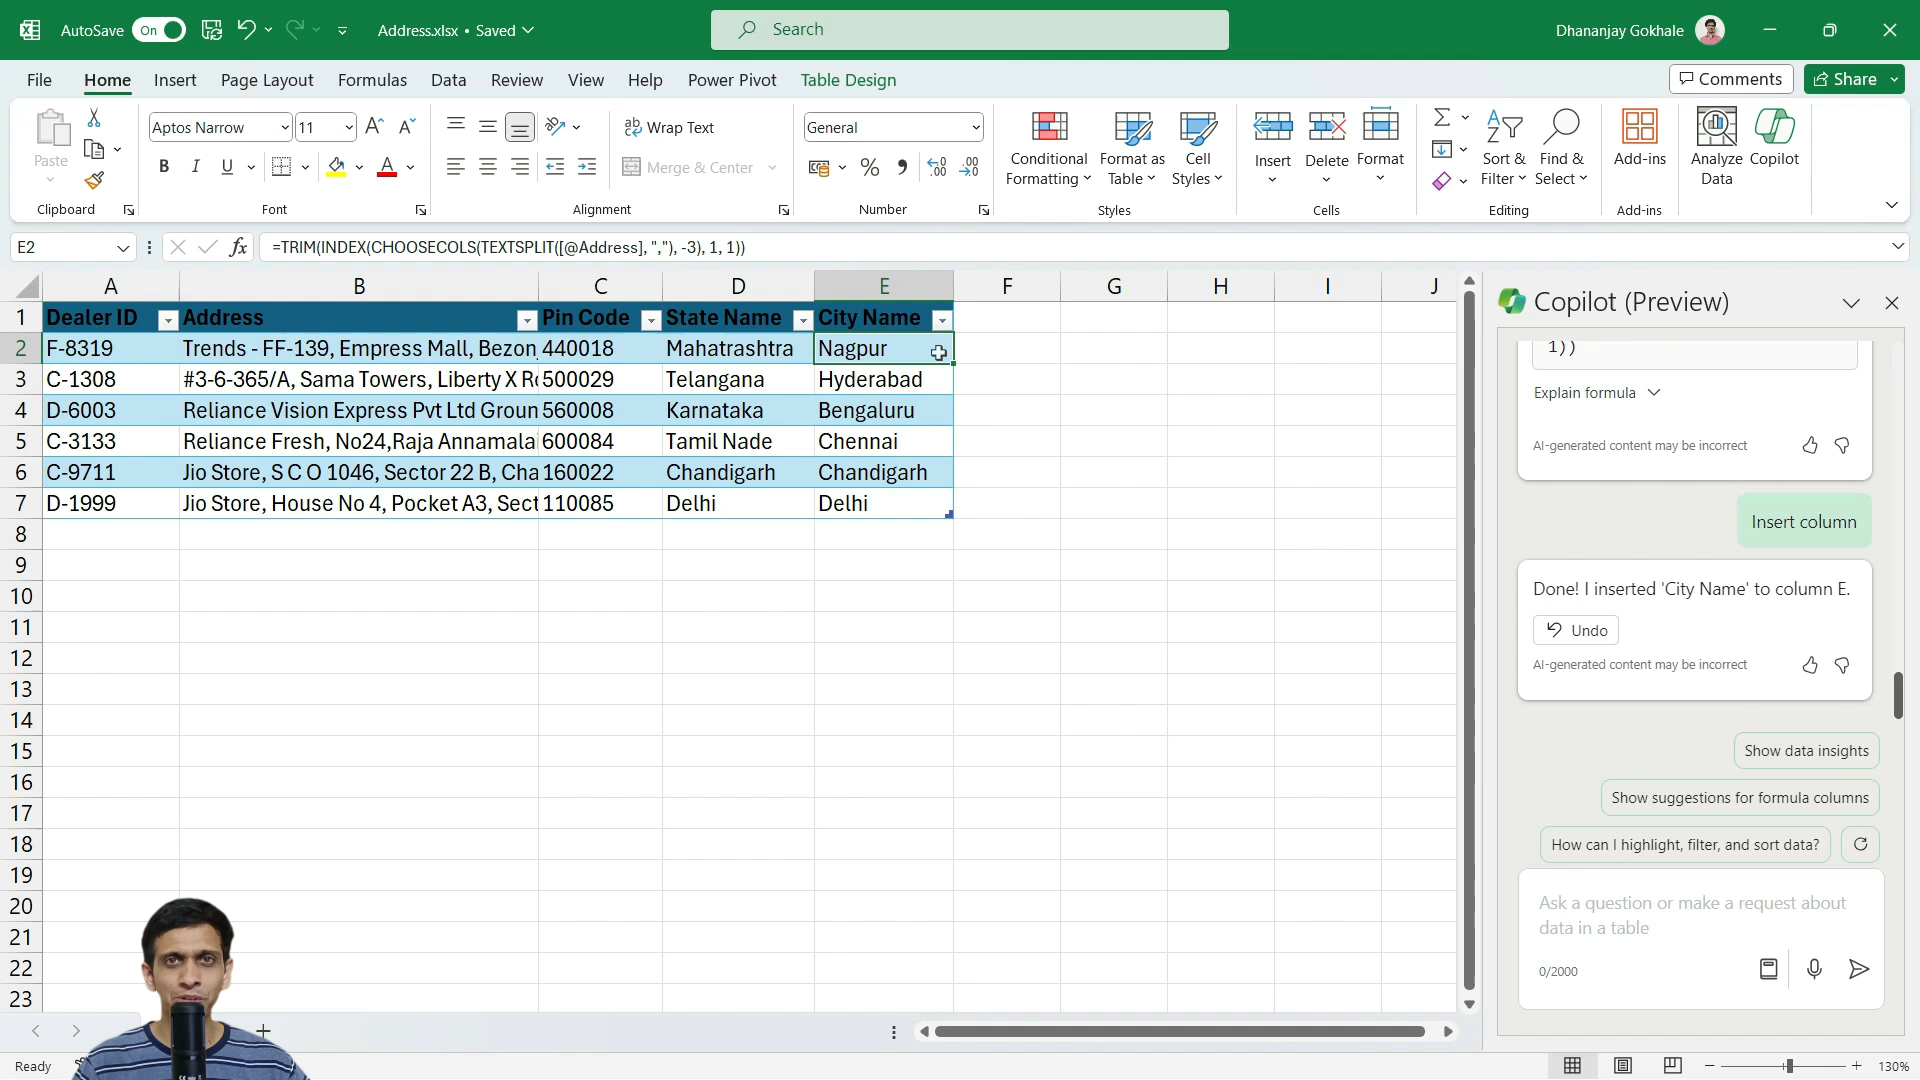 AutoSave On Address.xlsx • Saved Search Dhananjay Gokhale
File Home Insert Page Layout Formulas Data Review View Help Power Pivot Table Design Comments Share
Paste Aptos Narrow 11 Wrap Text General Conditional Formatting Format as Table Cell Styles Insert Delete Format Sort & Filter Find & Select Add-ins Analyze Data Copilot
B I U A Merge & Center
Clipboard Font Alignment Number Styles Cells Editing Add-ins
E2 fx =TRIM(INDEX(CHOOSECOLS(TEXTSPLIT([@Address], ","), -3), 1, 1))
A B C D E F G H I J
1 Dealer ID Address Pin Code State Name City Name
2 F-8319 Trends - FF-139, Empress Mall, Bezon 440018 Mahatrashtra Nagpur
3 C-1308 #3-6-365/A, Sama Towers, Liberty X Ro 500029 Telangana Hyderabad
4 D-6003 Reliance Vision Express Pvt Ltd Groun 560008 Karnataka Bengaluru
5 C-3133 Reliance Fresh, No24,Raja Annamala 600084 Tamil Nade Chennai
6 C-9711 Jio Store, S C O 1046, Sector 22 B, Cha 160022 Chandigarh Chandigarh
7 D-1999 Jio Store, House No 4, Pocket A3, Sect 110085 Delhi Delhi
8
9
10
11
12
13
14
15
16
17
18
19
20
21
22
23
Ready 130%
Copilot (Preview)
1))
Explain formula
AI-generated content may be incorrect
Insert column
Done! I inserted 'City Name' to column E.
Undo
AI-generated content may be incorrect
Show data insights
Show suggestions for formula columns
How can I highlight, filter, and sort data?
Ask a question or make a request about
data in a table
0/2000